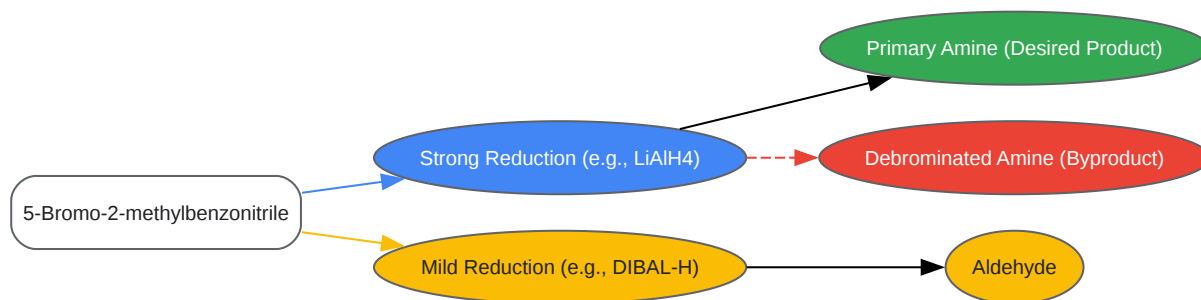 Primary Amine (Desired Product)
Strong Reduction (e.g., LiAlH4)
Debrominated Amine (Byproduct)
5-Bromo-2-methylbenzonitrile
Mild Reduction (e.g., DIBAL-H)
Aldehyde